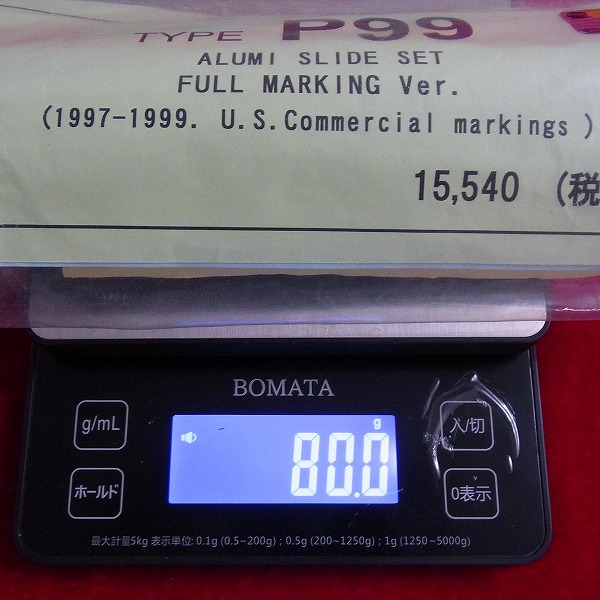 TYPE P99
ALUMI SLIDE SET
FULL MARKING Ver.
(1997-1999. U.S.Commercial markings )
15,540 (税
BOMATA
g/mL
g
80.0
入/切
ホールド
0表示
最大計量5kg 表示単位: 0.1g (0.5~200g) ; 0.5g (200~1250g) ; 1g (1250~5000g)